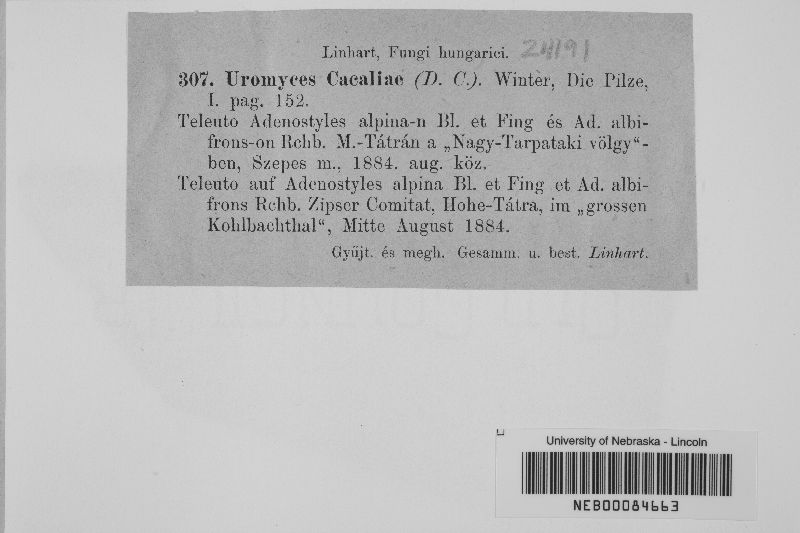 Linhart, Fungi hungarici. 24191
307. Uromyces Cacaliae (D. C.). Winter, Die Pilze,
I. pag. 152.
Teleuto Adenostyles alpina-n Bl. et Fing és Ad. albi-
frons-on Rchb. M.-Tátrán a „Nagy-Tarpataki völgy“-
ben, Szepes m., 1884. aug. köz.
Teleuto auf Adenostyles alpina Bl. et Fing et Ad. albi-
frons Rchb. Zipser Comitat, Hohe-Tátra, im „grossen
Kohlbachthal“, Mitte August 1884.
Gyűjt. és megh. Gesamm. u. best. Linhart.
University of Nebraska - Lincoln
NEB00084663